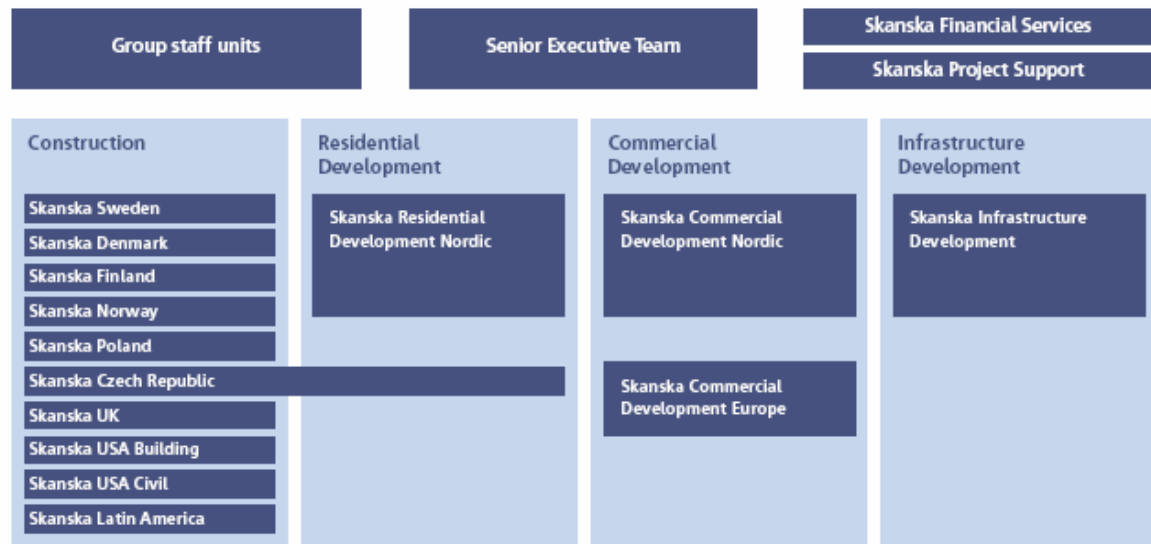 Group staff units
Senior Executive Team
Skanska Financial Services
Skanska Project Support
Construction
Skanska Sweden
Skanska Denmark
Skanska Finland
Skanska Norway
Skanska Poland
Skanska Czech Republic
Skanska UK
Skanska USA Building
Skanska USA Civil
Skanska Latin America
Residential
Development
Skanska Residential
Development Nordic
Commercial
Development
Skanska Commercial
Development Nordic
Skanska Commercial
Development Europe
Infrastructure
Development
Skanska Infrastructure
Development